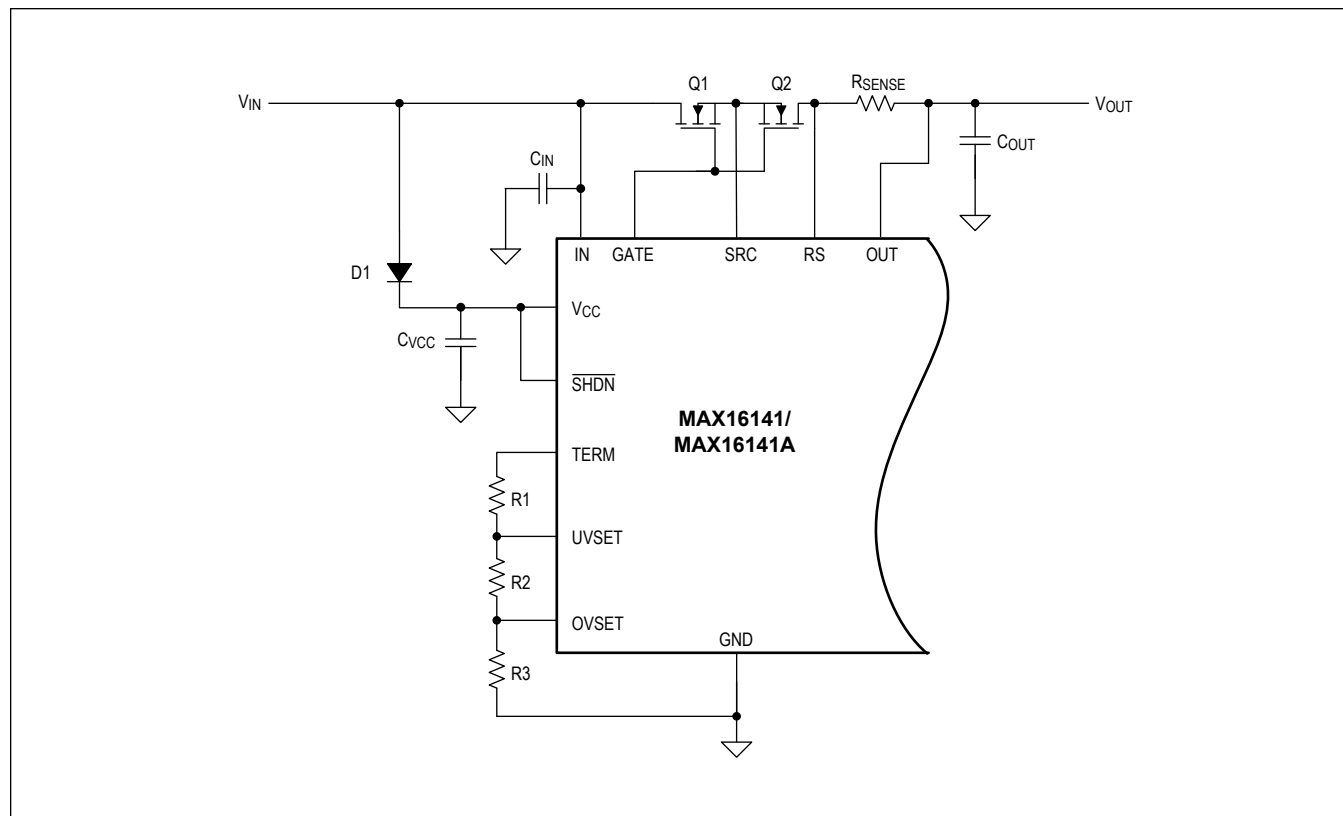 Q1 Q2 RSENSE
VIN VOUT
CIN COUT
IN GATE SRC RS OUT
D1
VCC
CVCC
SHDN
MAX16141/
MAX16141A
TERM
R1
UVSET
R2
OVSET
GND
R3